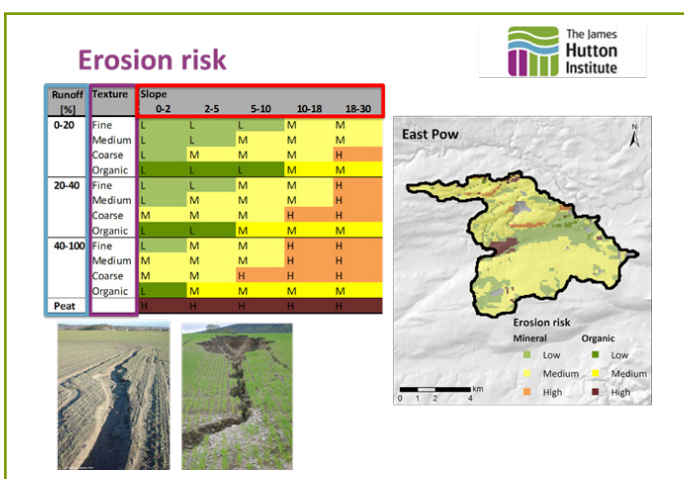 Erosion risk
The James
Hutton
Institute
Runoff Texture Slope
[%] 0-2 2-5 5-10 10-18 18-30
0-20 Fine L L L M M
Medium L L M M M
Coarse L M M M H
Organic L L L M M
20-40 Fine L L M M H
Medium L M M M H
Coarse M M M H H
Organic L L M M M
40-100 Fine L M M H H
Medium M M M H H
Coarse M M H H H
Organic L M M M M
Peat H H H H H
East Pow
N
Erosion risk
Mineral Organic
Low Low
Medium Medium
High High
km
0 1 2 4